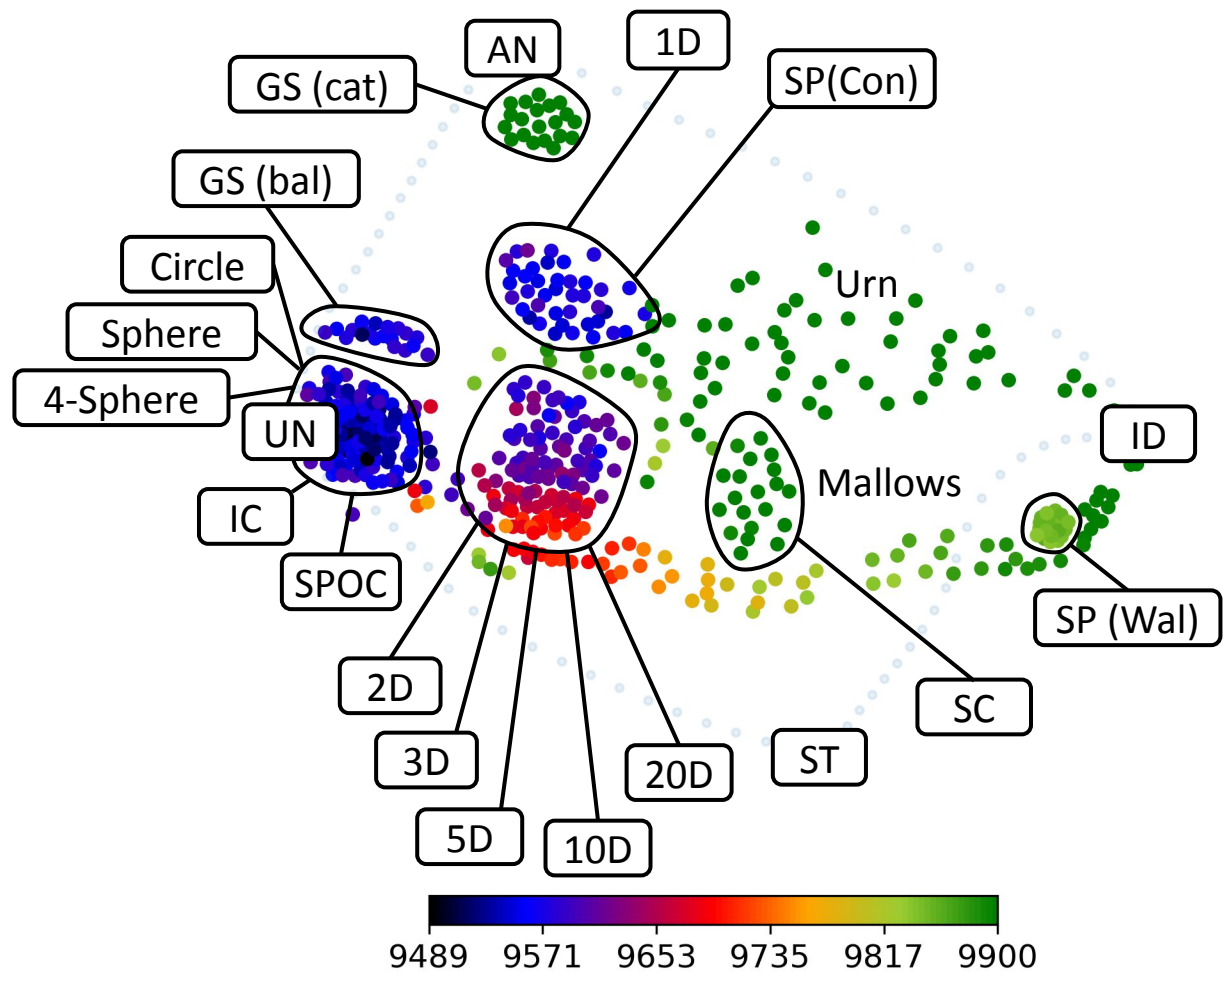 AN
1D
GS (cat)
SP(Con)
GS (bal)
Circle
Urn
Sphere
4-Sphere
UN
ID
Mallows
IC
SPOC
SP (Wal)
2D
SC
3D
20D
ST
5D
10D
9489 9571 9653 9735 9817 9900